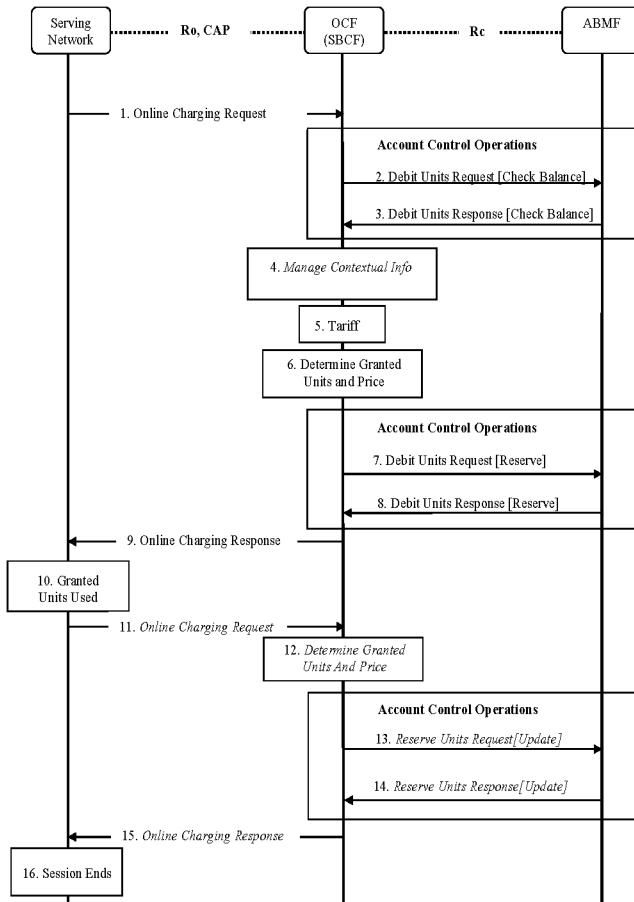 Serving
Network
Ro, CAP
OCF
(SBCF)
Rc
ABMF
1. Online Charging Request
Account Control Operations
2. Debit Units Request [Check Balance]
3. Debit Units Response [Check Balance]
4. Manage Contextual Info
5. Tariff
6. Determine Granted
Units and Price
Account Control Operations
7. Debit Units Request [Reserve]
8. Debit Units Response [Reserve]
9. Online Charging Response
10. Granted
Units Used
11. Online Charging Request
12. Determine Granted
Units And Price
Account Control Operations
13. Reserve Units Request[Update]
14. Reserve Units Response[Update]
15. Online Charging Response
16. Session Ends